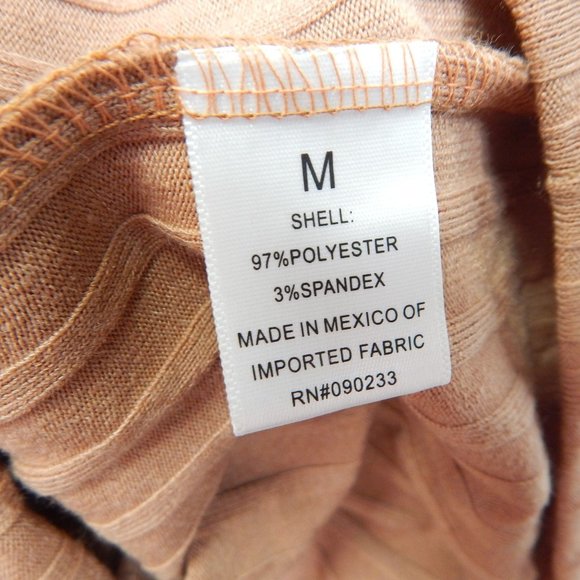 M
SHELL:
97%POLYESTER
3%SPANDEX
MADE IN MEXICO OF
IMPORTED FABRIC
RN#090233